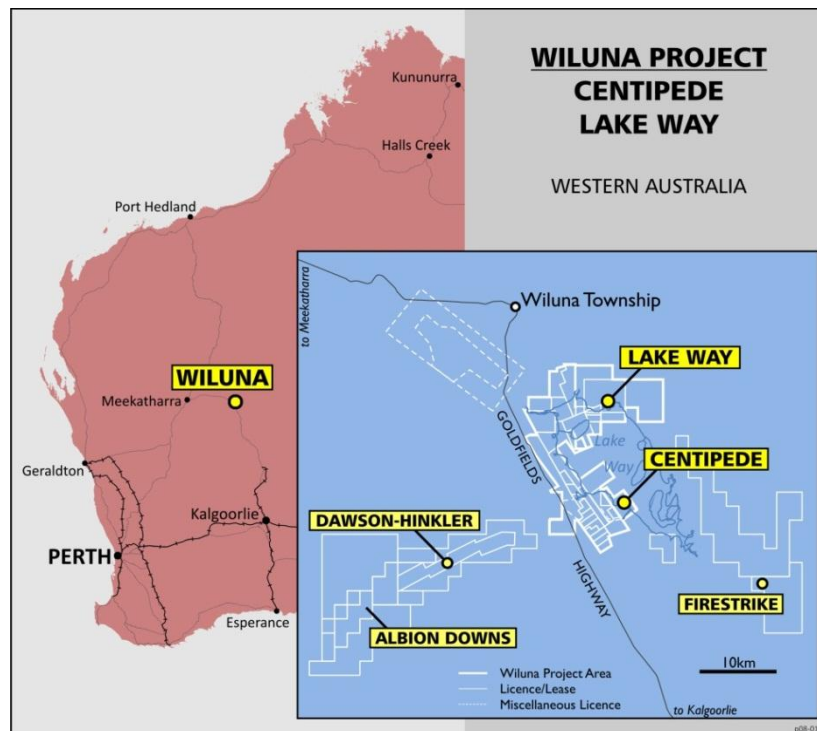 WILUNA PROJECT
CENTIPEDE
LAKE WAY
WESTERN AUSTRALIA
Kununurra
Halls Creek
Port Hedland
WILUNA
Meekatharra
Geraldton
Kalgoorlie
PERTH
Esperance
to Meekatharra
Wiluna Township
LAKE WAY
GOLDFIELDS
Lake
Way
CENTIPEDE
DAWSON-HINKLER
HIGHWAY
FIRESTRIKE
ALBION DOWNS
10km
Wiluna Project Area
Licence/Lease
Miscellaneous Licence
to Kalgoorlie